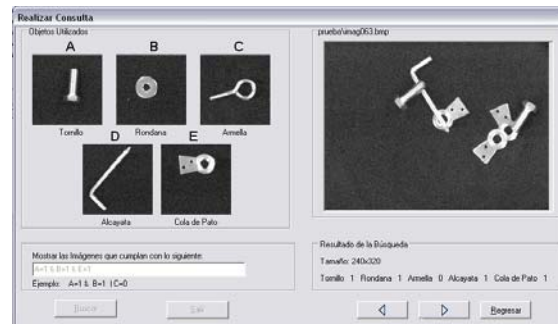 Realizar Consulta
Objetos Utilizados
A B C
Tornillo Rondana Armella
D E
Alcayata Cola de Pato
Mostrar las Imágenes que cumplan con lo siguiente:
A=1 & B=1 & E=1
Ejemplo: A=1 & B=1 | C=0
Buscar Salir
prueba\imag063.bmp
Resultado de la Búsqueda
Tamaño: 240x320
Tornillo 1 Rondana 1 Armella 0 Alcayata 1 Cola de Pato 1
Regresar